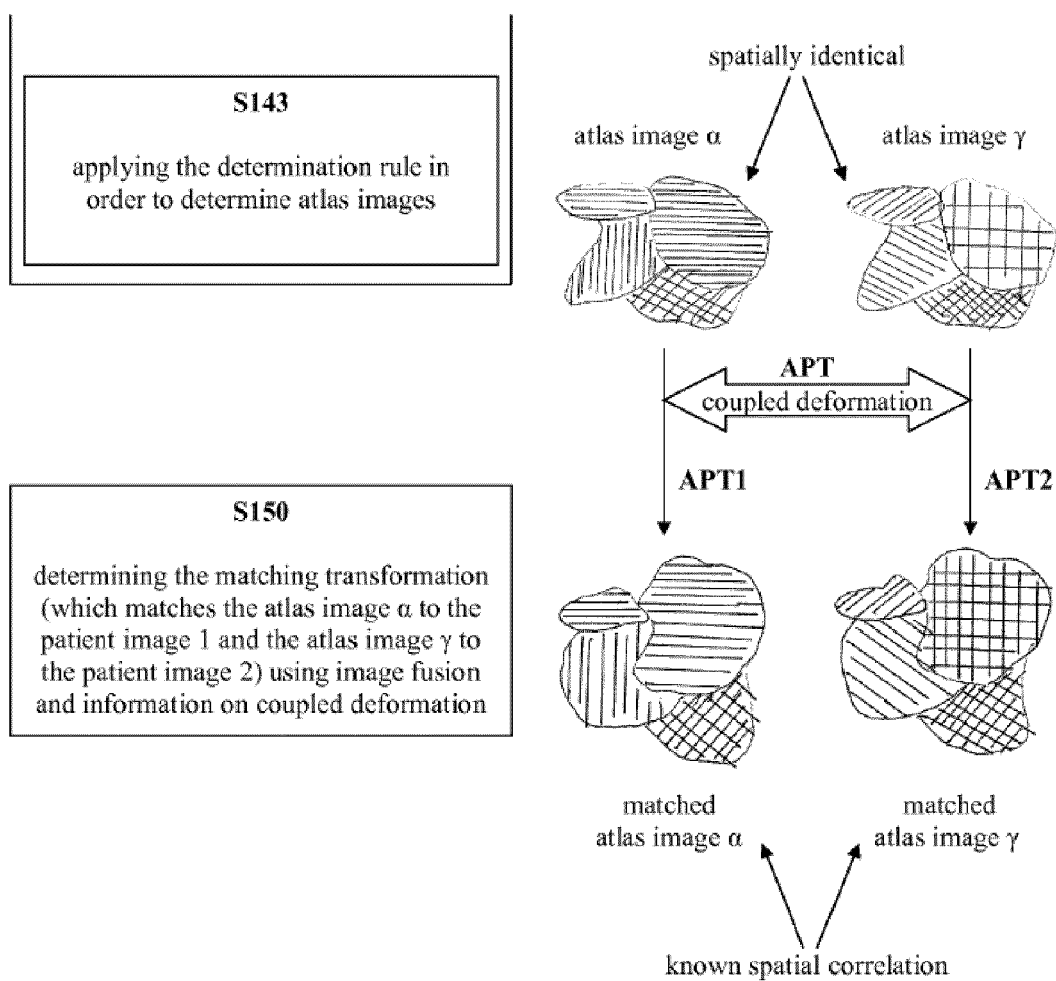 S143
applying the determination rule in
order to determine atlas images
spatially identical
atlas image α
atlas image γ
APT
coupled deformation
APT1
APT2
S150
determining the matching transformation
(which matches the atlas image α to the
patient image 1 and the atlas image γ to
the patient image 2) using image fusion
and information on coupled deformation
matched
atlas image α
matched
atlas image γ
known spatial correlation